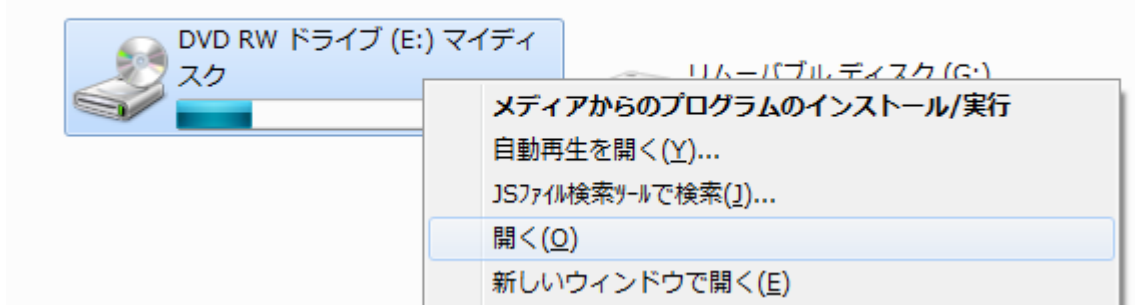 DVD RW ドライブ (E:) マイディ
スク
リムーバブル ディスク (G:)
メディアからのプログラムのインストール/実行
自動再生を開く(Y)...
JSﾌｧｲﾙ検索ﾂｰﾙで検索(J)...
開く(O)
新しいウィンドウで開く(E)